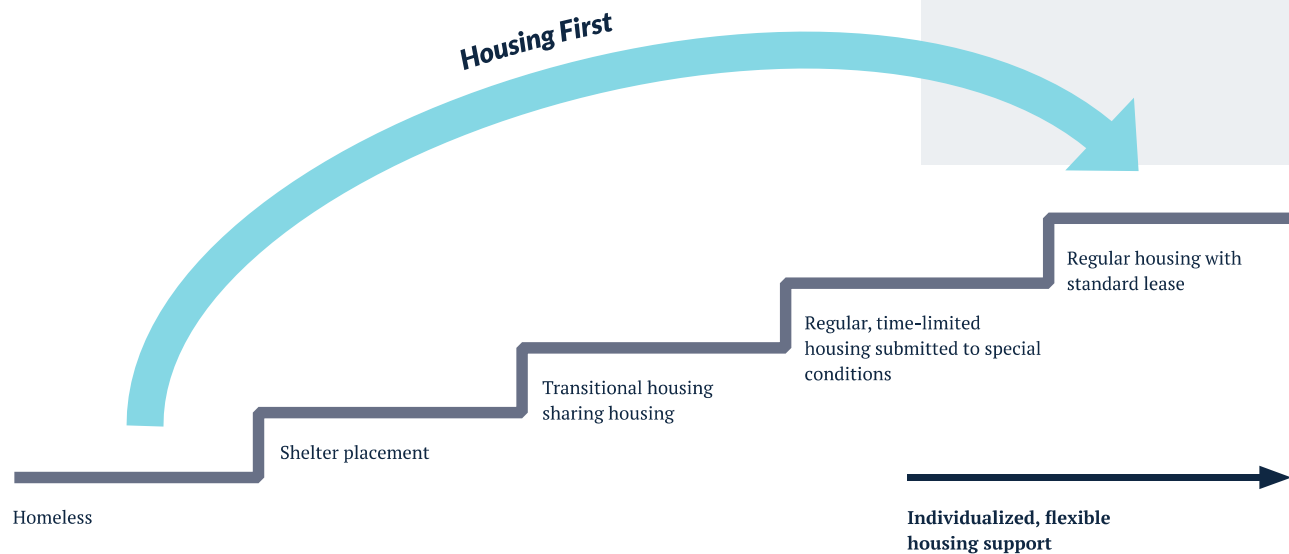 Housing First
Regular housing with
standard lease
Regular, time-limited
housing submitted to special
conditions
Transitional housing
sharing housing
Shelter placement
Homeless
Individualized, flexible
housing support